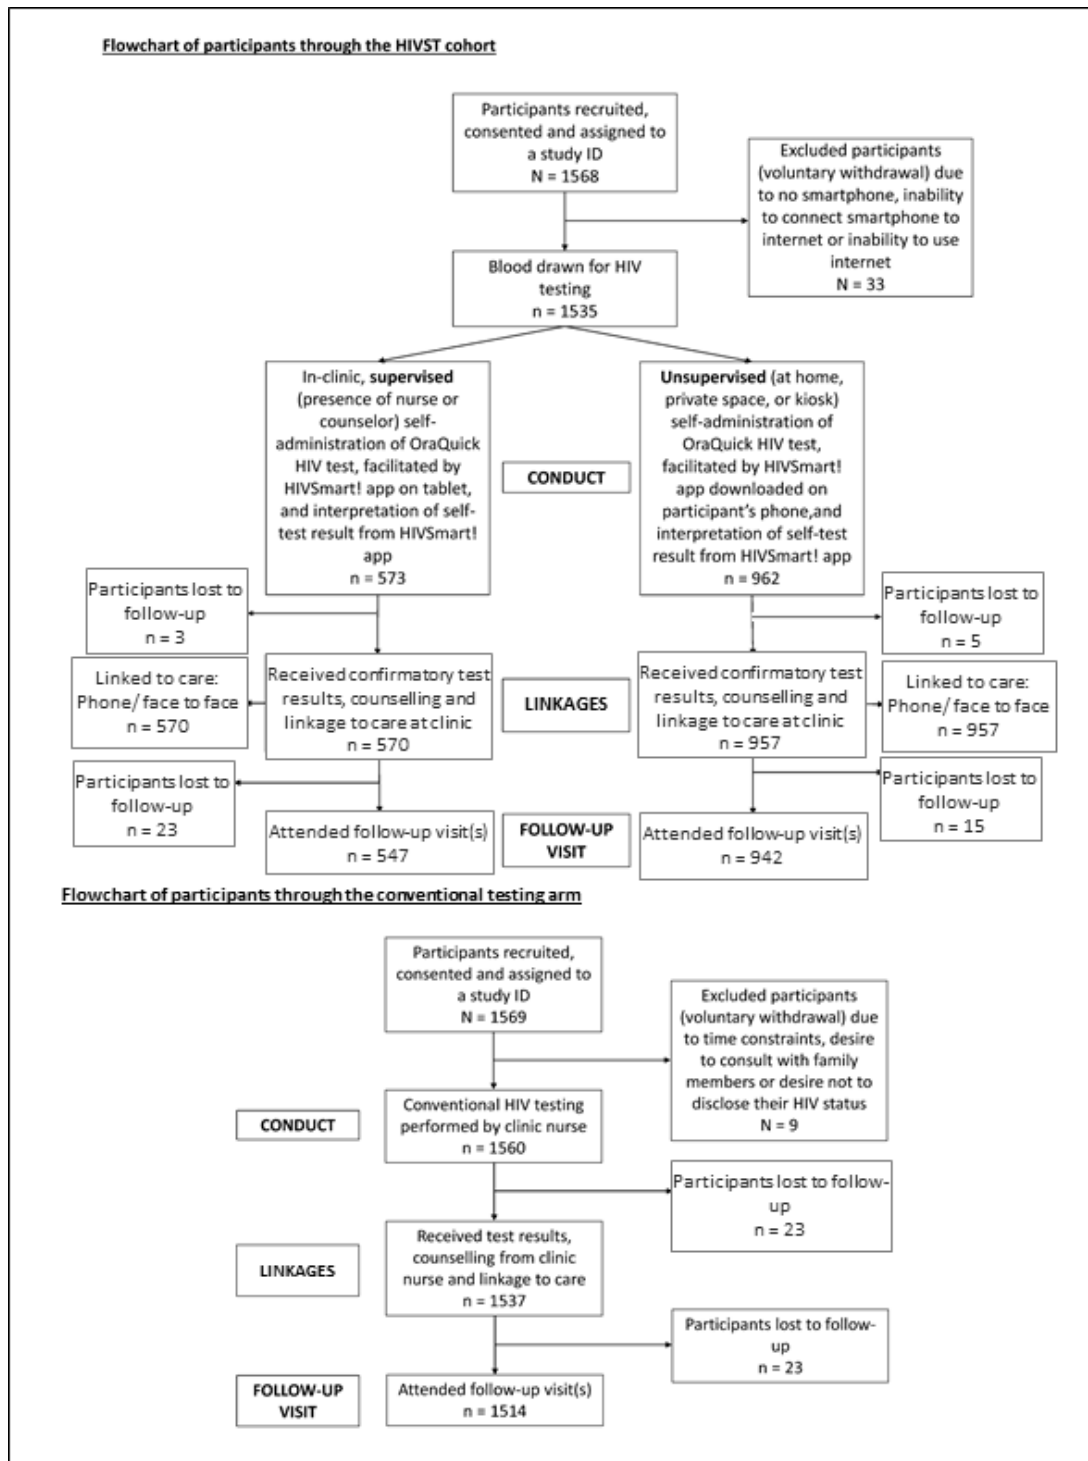 Flowchart of participants through the HIVST cohort
Participants recruited,
consented and assigned to
a study ID
N = 1568
Excluded participants
(voluntary withdrawal) due
to no smartphone, inability
to connect smartphone to
internet or inability to use
internet
N = 33
Blood drawn for HIV
testing
n = 1535
In-clinic, supervised
(presence of nurse or
counselor) self-
administration of OraQuick
HIV test, facilitated by
HIVSmart! app on tablet,
and interpretation of self-
test result from HIVSmart!
app
n = 573
CONDUCT
Unsupervised (at home,
private space, or kiosk)
self-administration of
OraQuick HIV test,
facilitated by HIVSmart!
app downloaded on
participant's phone,and
interpretation of self-test
result from HIVSmart! app
n = 962
Participants lost to
follow-up
n = 3
Participants lost to
follow-up
n = 5
Linked to care:
Phone/ face to face
n = 570
Received confirmatory test
results, counselling and
linkage to care at clinic
n = 570
LINKAGES
Received confirmatory test
results, counselling and
linkage to care at clinic
n = 957
Linked to care:
Phone/ face to face
n = 957
Participants lost to
follow-up
n = 23
Participants lost to
follow-up
n = 15
Attended follow-up visit(s)
n = 547
FOLLOW-UP
VISIT
Attended follow-up visit(s)
n = 942
Flowchart of participants through the conventional testing arm
Participants recruited,
consented and assigned to
a study ID
N = 1569
Excluded participants
(voluntary withdrawal) due
to time constraints, desire
to consult with family
members or desire not to
disclose their HIV status
N = 9
CONDUCT
Conventional HIV testing
performed by clinic nurse
n = 1560
Participants lost to follow-
up
n = 23
LINKAGES
Received test results,
counselling from clinic
nurse and linkage to care
n = 1537
Participants lost to follow-
up
n = 23
FOLLOW-UP
VISIT
Attended follow-up visit(s)
n = 1514